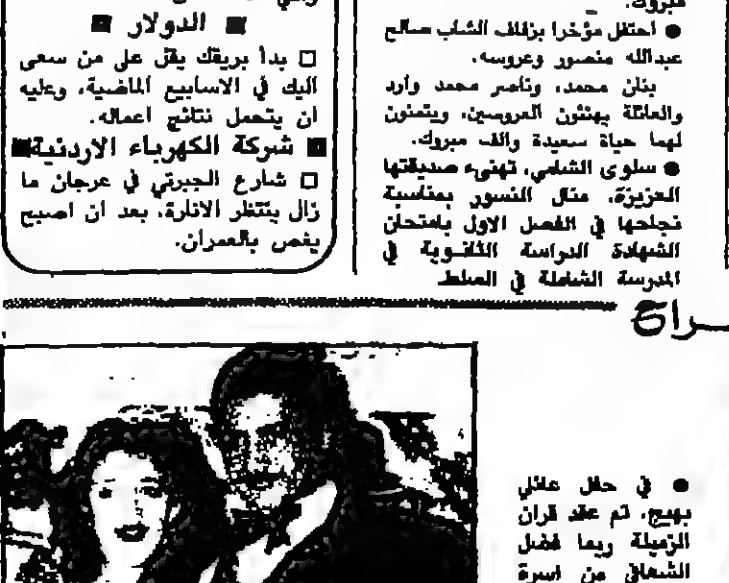 مبروك.
● احتفل مؤخرا بزفاف الشاب صالح
عبدالله منصور وعروسه.
بنان محمد، وناصر محمد وارد
والعائلة يهنئون العروسين، ويتمنون
لهما حياة سعيدة والف مبروك.
● سلوى الشامي، تهنىء صديقتها
العزيزة، منال النسور بمناسبة
نجاحها في الفصل الاول بامتحان
الشهادة الدراسة الثانوية في
المدرسة الشاملة في السلط
■ الدولار ■
□ بدأ بريقك يقل على من سعى
اليك في الاسابيع الماضية، وعليه
ان يتحمل نتائج اعماله.
■ شركة الكهرباء الاردنية■
□ شارع الجبرتي في عرجان ما
زال ينتظر الانارة، بعد ان اصبح
يغص بالعمران.
● في حفل عائلي
بهيج، تم عقد قران
الزميلة ريما فضل
الشهافي من اسرة